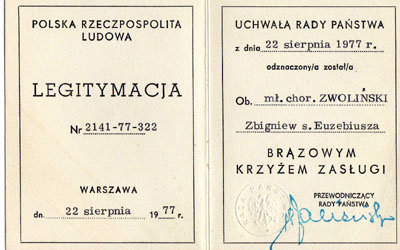 POLSKA RZECZPOSPOLITA
LUDOWA
LEGITYMACJA
Nr 2141-77-322
WARSZAWA
dn. 22 sierpnia 1977 r.
UCHWAŁĄ RADY PAŃSTWA
z dnia 22 sierpnia 1977 r.
odznaczony/a został/a
Ob. mł. chor. ZWOLIŃSKI
Zbigniew s. Euzebiusza
BRĄZOWYM
KRZYŻEM ZASŁUGI
PRZEWODNICZĄCY
RADY PAŃSTWA